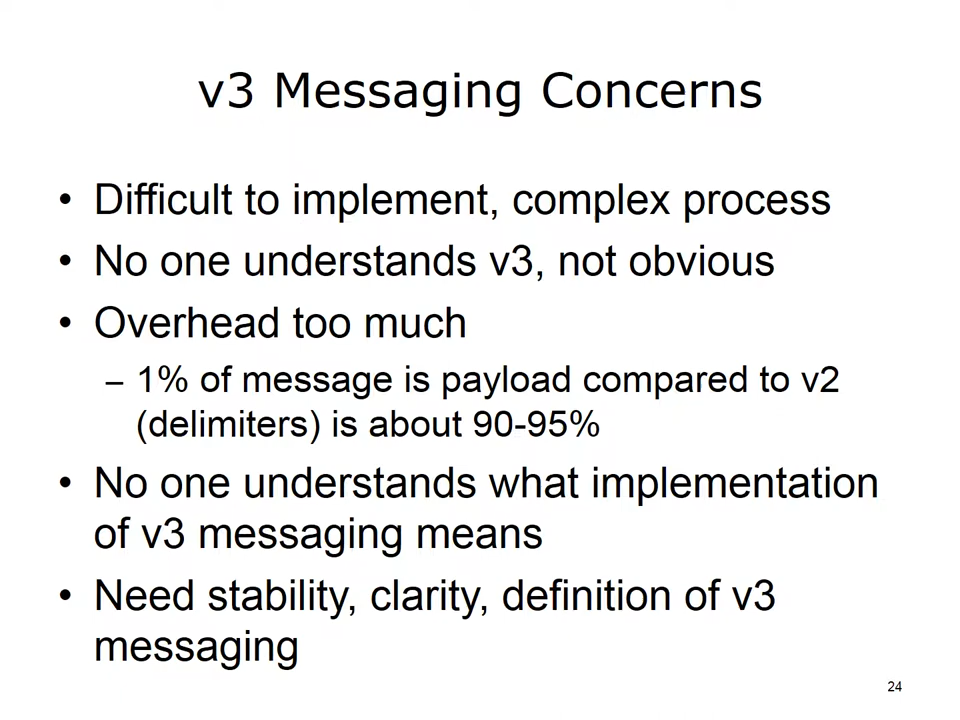 v3 Messaging Concerns
• Difficult to implement, complex process
• No one understands v3, not obvious
• Overhead too much
– 1% of message is payload compared to v2
(delimiters) is about 90-95%
• No one understands what implementation
of v3 messaging means
• Need stability, clarity, definition of v3
messaging
24